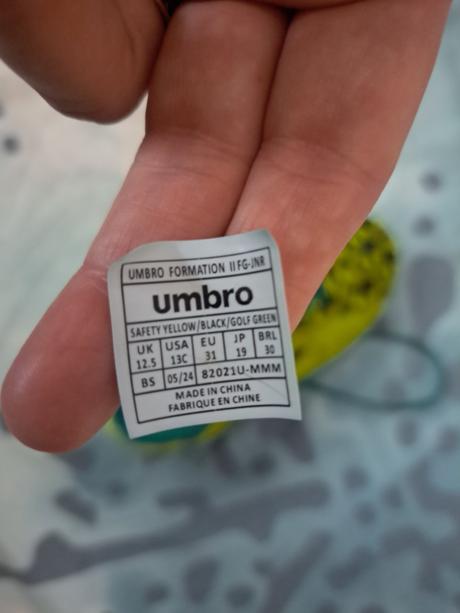 UMBRO FORMATION II FG-JNR
umbro
SAFETY YELLOW/BLACK/GOLF GREEN
UK USA EU JP BRL
12.5 13C 31 19 30
BS 05/24 82021U-MMM
MADE IN CHINA
FABRIQUE EN CHINE